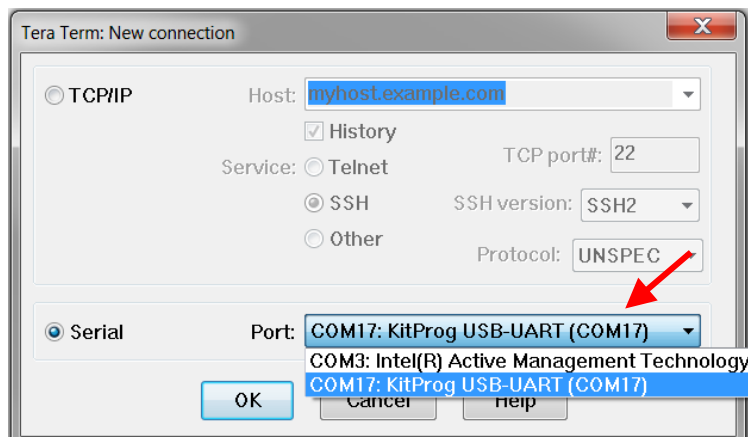 Tera Term: New connection
TCP/IP
Host: myhost.example.com
History
Service: Telnet
TCP port#: 22
SSH
SSH version: SSH2
Other
Protocol: UNSPEC
Serial
Port: COM17: KitProg USB-UART (COM17)
COM3: Intel(R) Active Management Technology
COM17: KitProg USB-UART (COM17)
OK
Cancel
Help